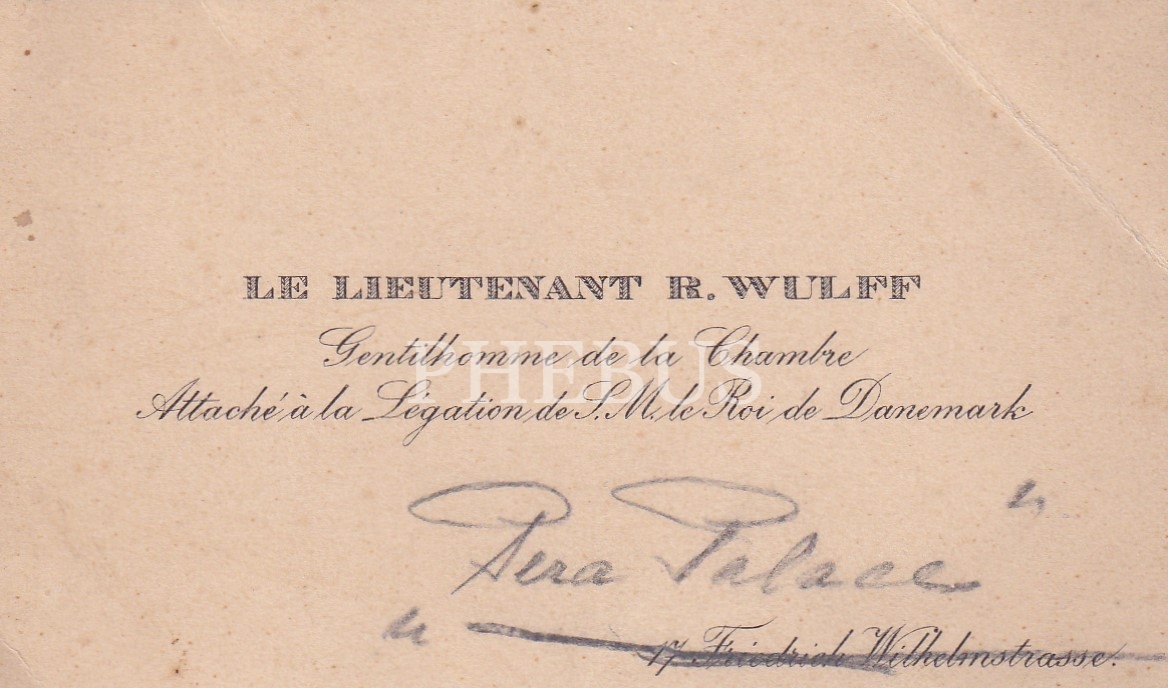 LE LIEUTENANT R. WULFF
Gentilhomme de la Chambre
PHEBUS
Attaché à la Légation de S. M. le Roi de Danemark
„Pera Palace"
17 Friedrich Wilhelmstrasse.